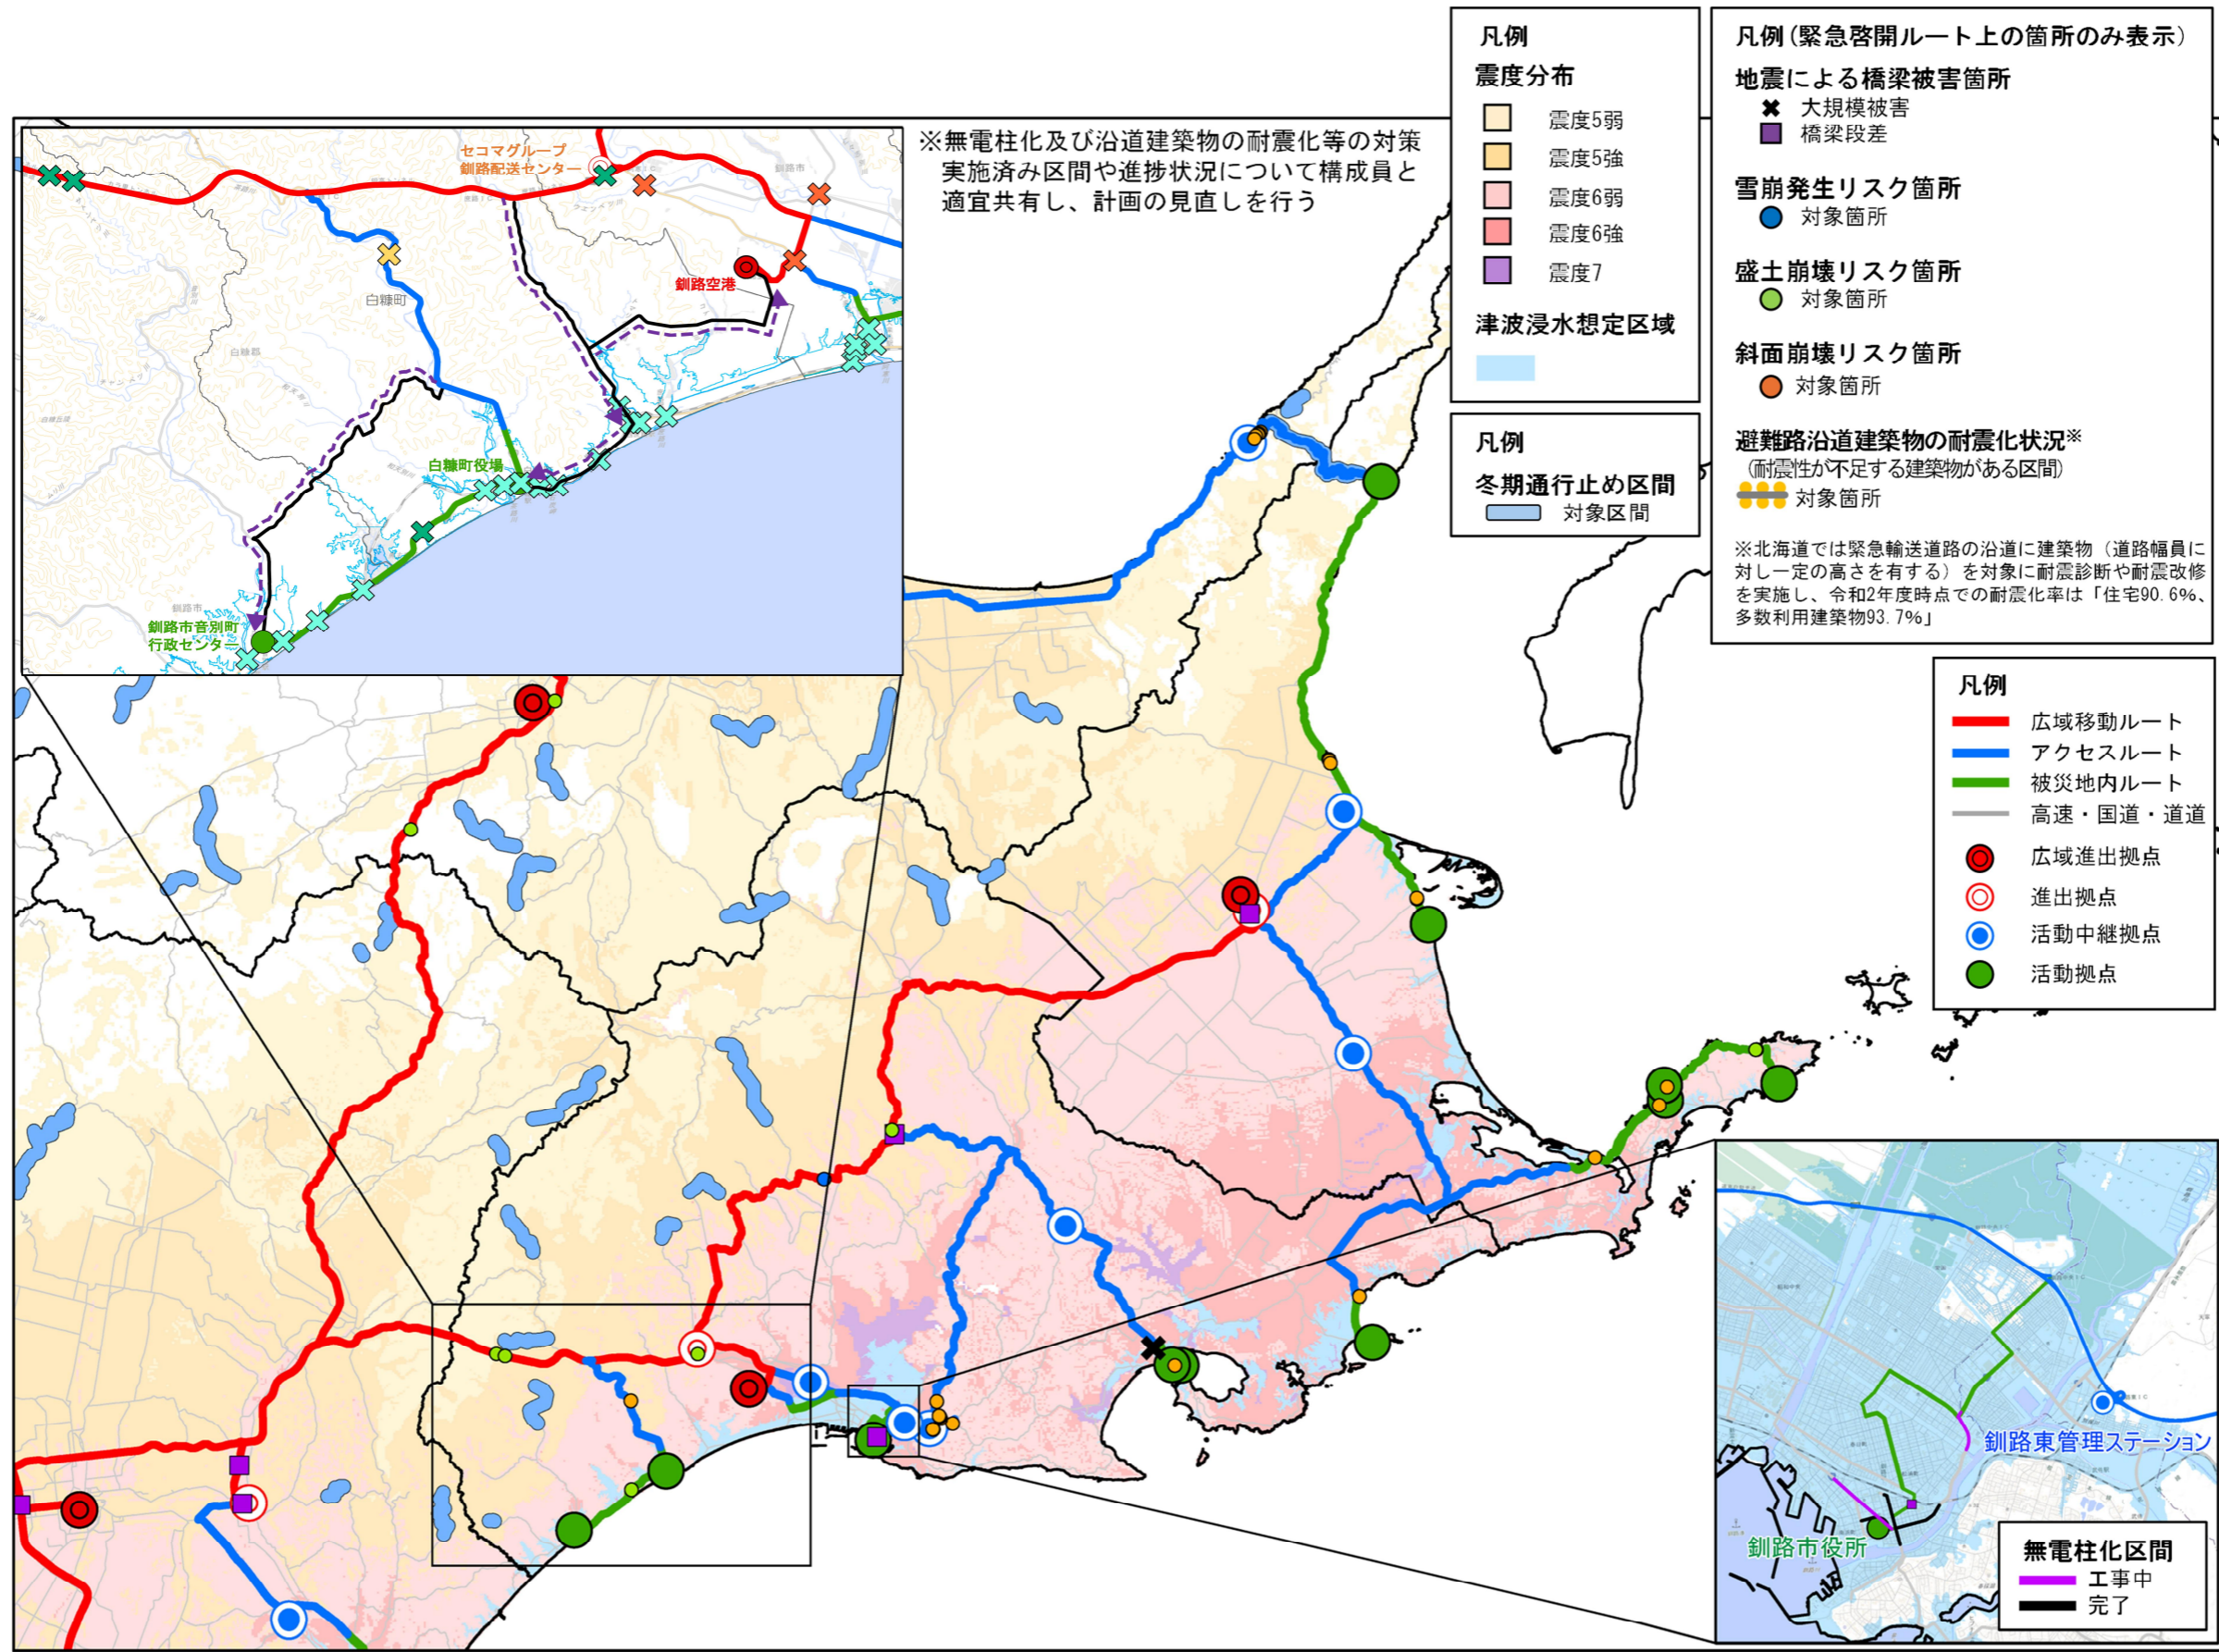 ※無電柱化及び沿道建築物の耐震化等の対策
実施済み区間や進捗状況について構成員と
適宜共有し、計画の見直しを行う
セコマグループ
釧路配送センター
釧路市
釧路空港
白糠町
白糠郡
白糠町役場
釧路市
釧路市音別町
行政センター
凡例
震度分布
震度5弱
震度5強
震度6弱
震度6強
震度7
津波浸水想定区域
凡例
冬期通行止め区間
対象区間
凡例(緊急啓開ルート上の箇所のみ表示)
地震による橋梁被害箇所
大規模被害
橋梁段差
雪崩発生リスク箇所
対象箇所
盛土崩壊リスク箇所
対象箇所
斜面崩壊リスク箇所
対象箇所
避難路沿道建築物の耐震化状況※
(耐震性が不足する建築物がある区間)
対象箇所
※北海道では緊急輸送道路の沿道に建築物(道路幅員に
対し一定の高さを有する)を対象に耐震診断や耐震改修
を実施し、令和2年度時点での耐震化率は「住宅90.6%、
多数利用建築物93.7%」
凡例
広域移動ルート
アクセスルート
被災地内ルート
高速・国道・道道
広域進出拠点
進出拠点
活動中継拠点
活動拠点
釧路東管理ステーション
釧路市役所
無電柱化区間
工事中
完了